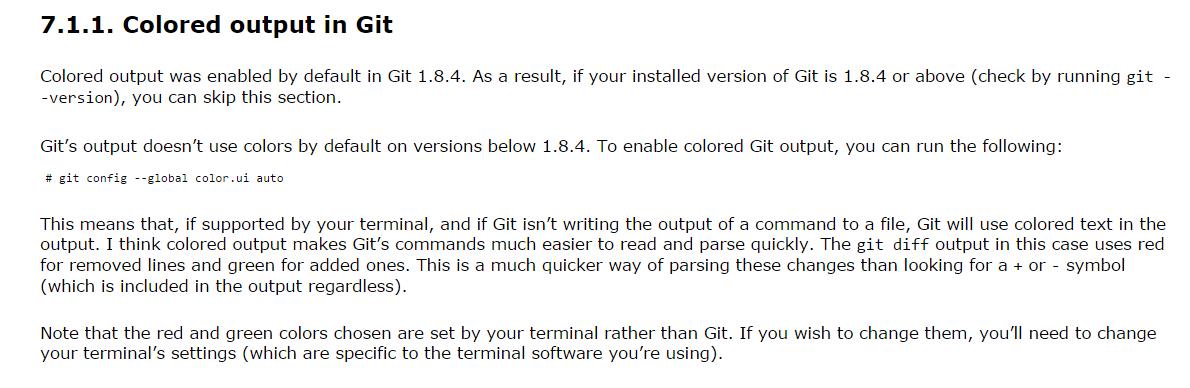 7.1.1. Colored output in Git
Colored output was enabled by default in Git 1.8.4. As a result, if your installed version of Git is 1.8.4 or above (check by running git -
-version), you can skip this section.
Git’s output doesn’t use colors by default on versions below 1.8.4. To enable colored Git output, you can run the following:
# git config --global color.ui auto
This means that, if supported by your terminal, and if Git isn’t writing the output of a command to a file, Git will use colored text in the
output. I think colored output makes Git’s commands much easier to read and parse quickly. The git diff output in this case uses red
for removed lines and green for added ones. This is a much quicker way of parsing these changes than looking for a + or - symbol
(which is included in the output regardless).
Note that the red and green colors chosen are set by your terminal rather than Git. If you wish to change them, you’ll need to change
your terminal’s settings (which are specific to the terminal software you’re using).